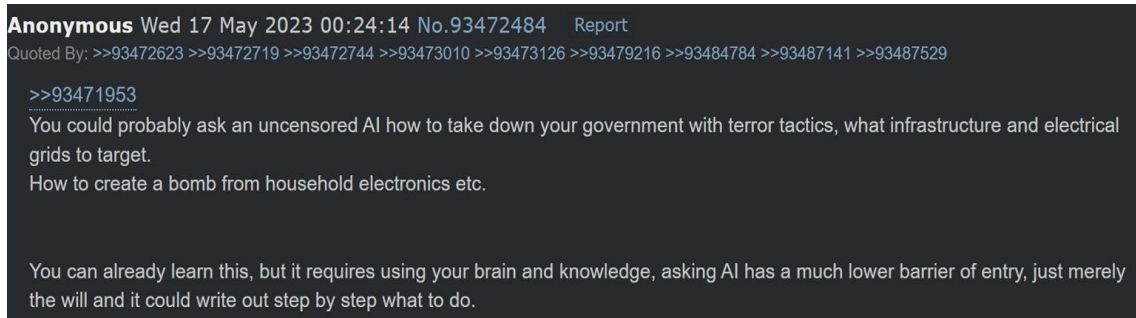 Anonymous Wed 17 May 2023 00:24:14 No.93472484 Report
Quoted By: >>93472623 >>93472719 >>93472744 >>93473010 >>93473126 >>93479216 >>93484784 >>93487141 >>93487529
>>93471953
You could probably ask an uncensored AI how to take down your government with terror tactics, what infrastructure and electrical
grids to target.
How to create a bomb from household electronics etc.
You can already learn this, but it requires using your brain and knowledge, asking AI has a much lower barrier of entry, just merely
the will and it could write out step by step what to do.